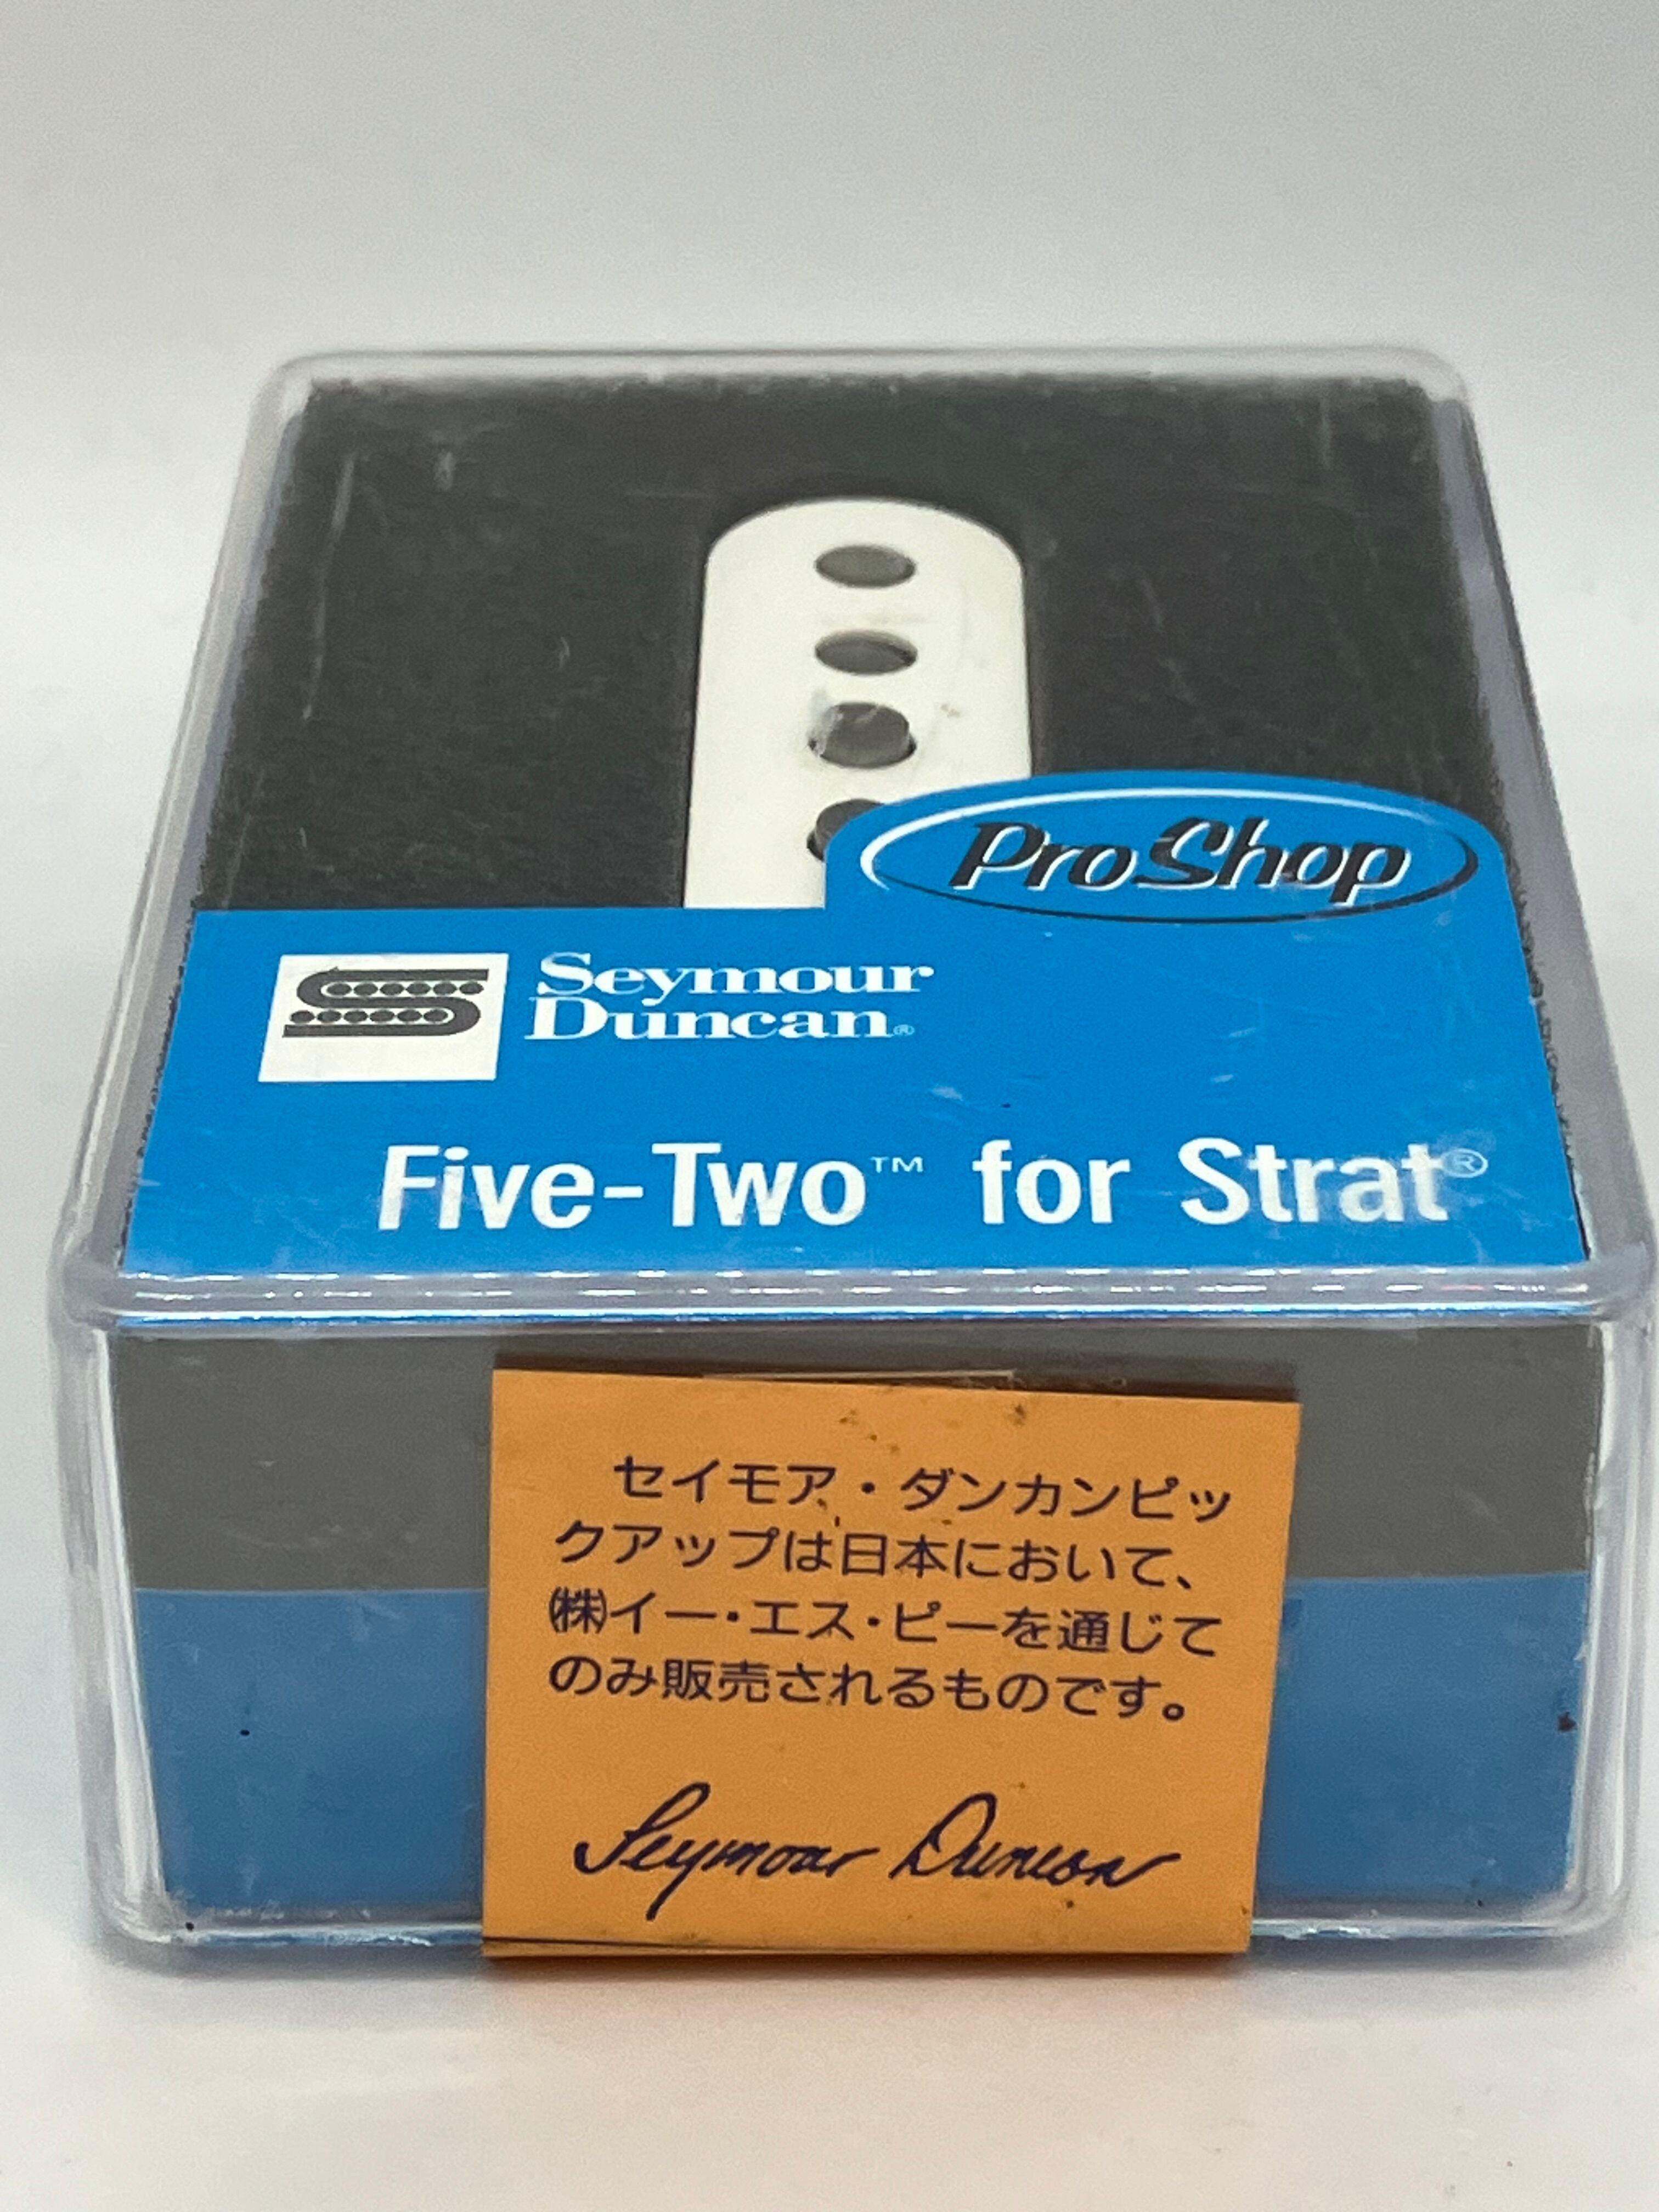 ProShop
Seymour
Duncan®
Five-Two™ for Strat®
セイモア・ダンカンピッ
クアップは日本において、
㈱イー・エス・ピーを通じて
のみ販売されるものです。
Seymour Duncan